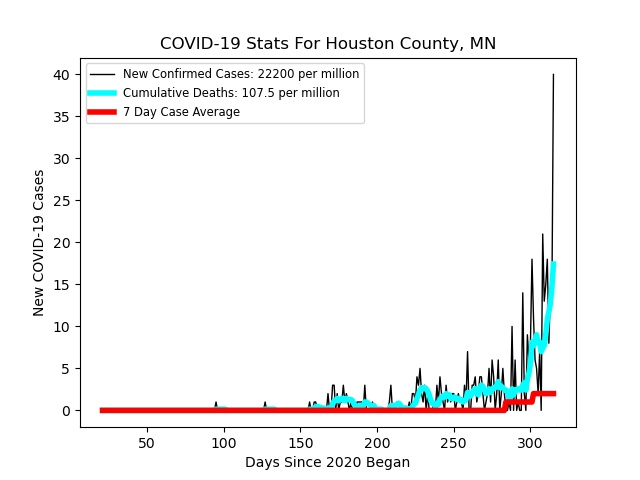 COVID-19 Stats For Houston County, MN
New Confirmed Cases: 22200 per million
Cumulative Deaths: 107.5 per million
7 Day Case Average
New COVID-19 Cases
40
35
30
25
20
15
10
5
0
50 100 150 200 250 300
Days Since 2020 Began